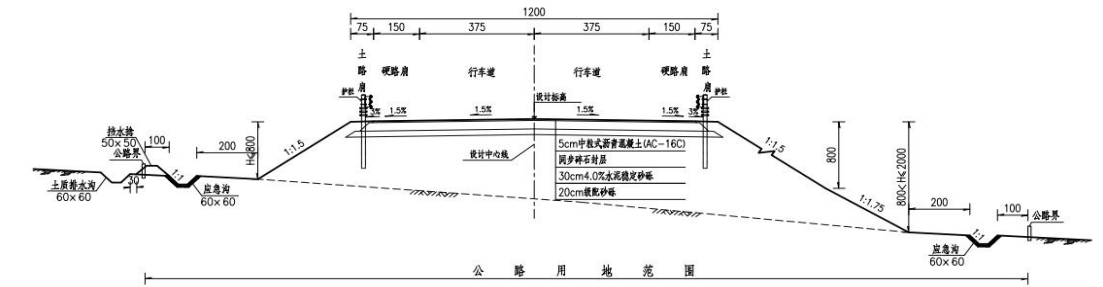 1200
75
150
375
375
150
75
土路肩
硬路肩
行车道
行车道
硬路肩
土路肩
护栏
护栏
设计标高
3%
1.5%
1.5%
1.5%
1.5%
3%
挡水捻
50×50
100
公路界
200
H≤800
1:1.5
1:1.5
设计中心线
5cm中粒式沥青混凝土(AC-16C)
同步碎石封层
30cm4.0%水泥稳定砂砾
20cm级配砂砾
800
800<H≤2000
1:1.75
1:1
30
土质排水沟
60×60
应急沟
60×60
200
100
公路界
1:1
应急沟
60×60
公路用地范围